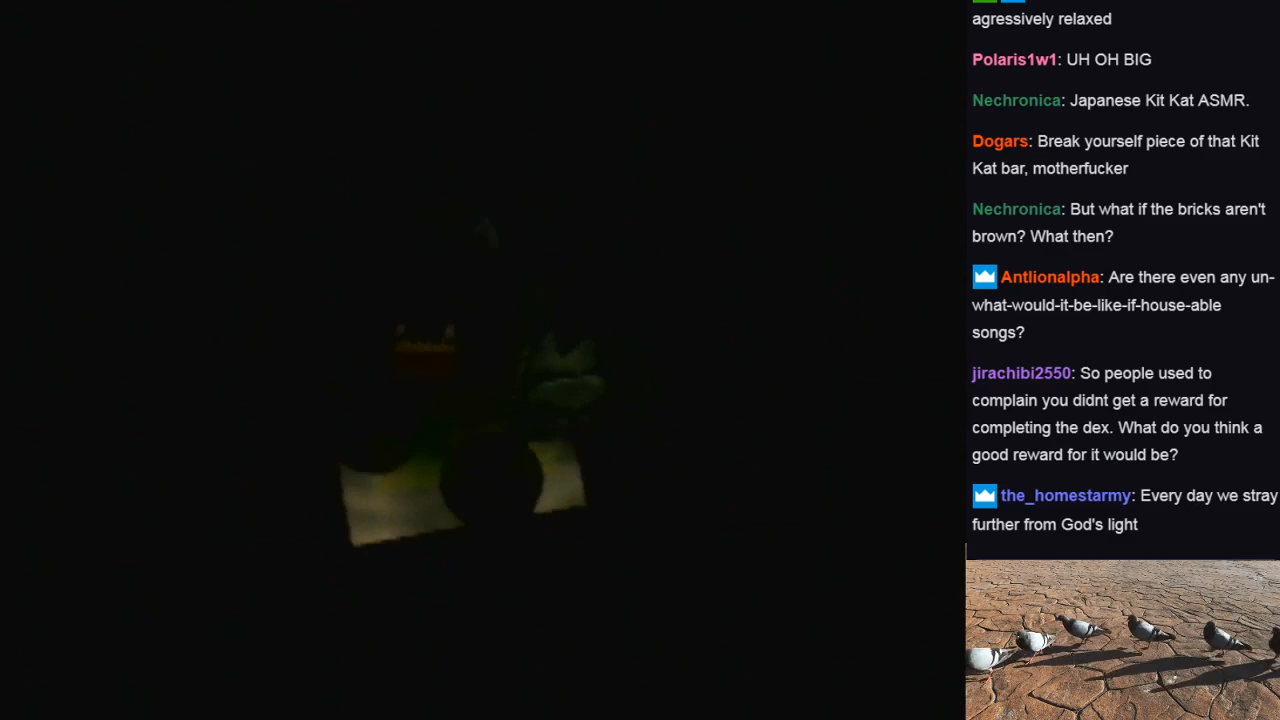 agressively relaxed
Polaris1w1: UH OH BIG
Nechronica: Japanese Kit Kat ASMR.
Dogars: Break yourself piece of that Kit
Kat bar, motherfucker
Nechronica: But what if the bricks aren't
brown? What then?
Antlionalpha: Are there even any un-
what-would-it-be-like-if-house-able
songs?
jirachibi2550: So people used to
complain you didnt get a reward for
completing the dex. What do you think a
good reward for it would be?
the_homestarmy: Every day we stray
further from God's light